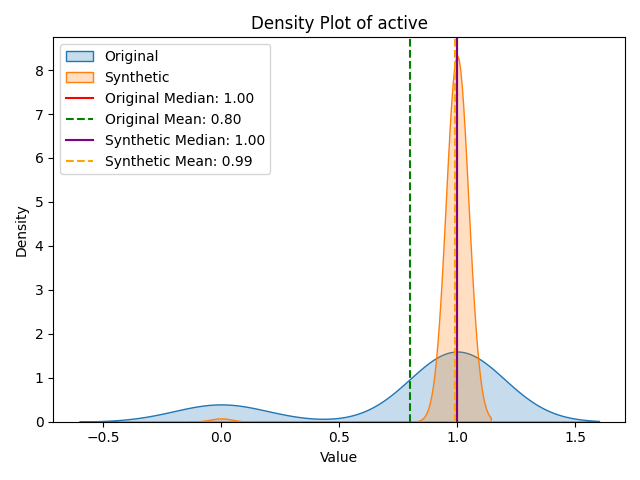 Density Plot of active
Original
Synthetic
Original Median: 1.00
Original Mean: 0.80
Synthetic Median: 1.00
Synthetic Mean: 0.99
Density
8
7
6
5
4
3
2
1
0
−0.5 0.0 0.5 1.0 1.5
Value